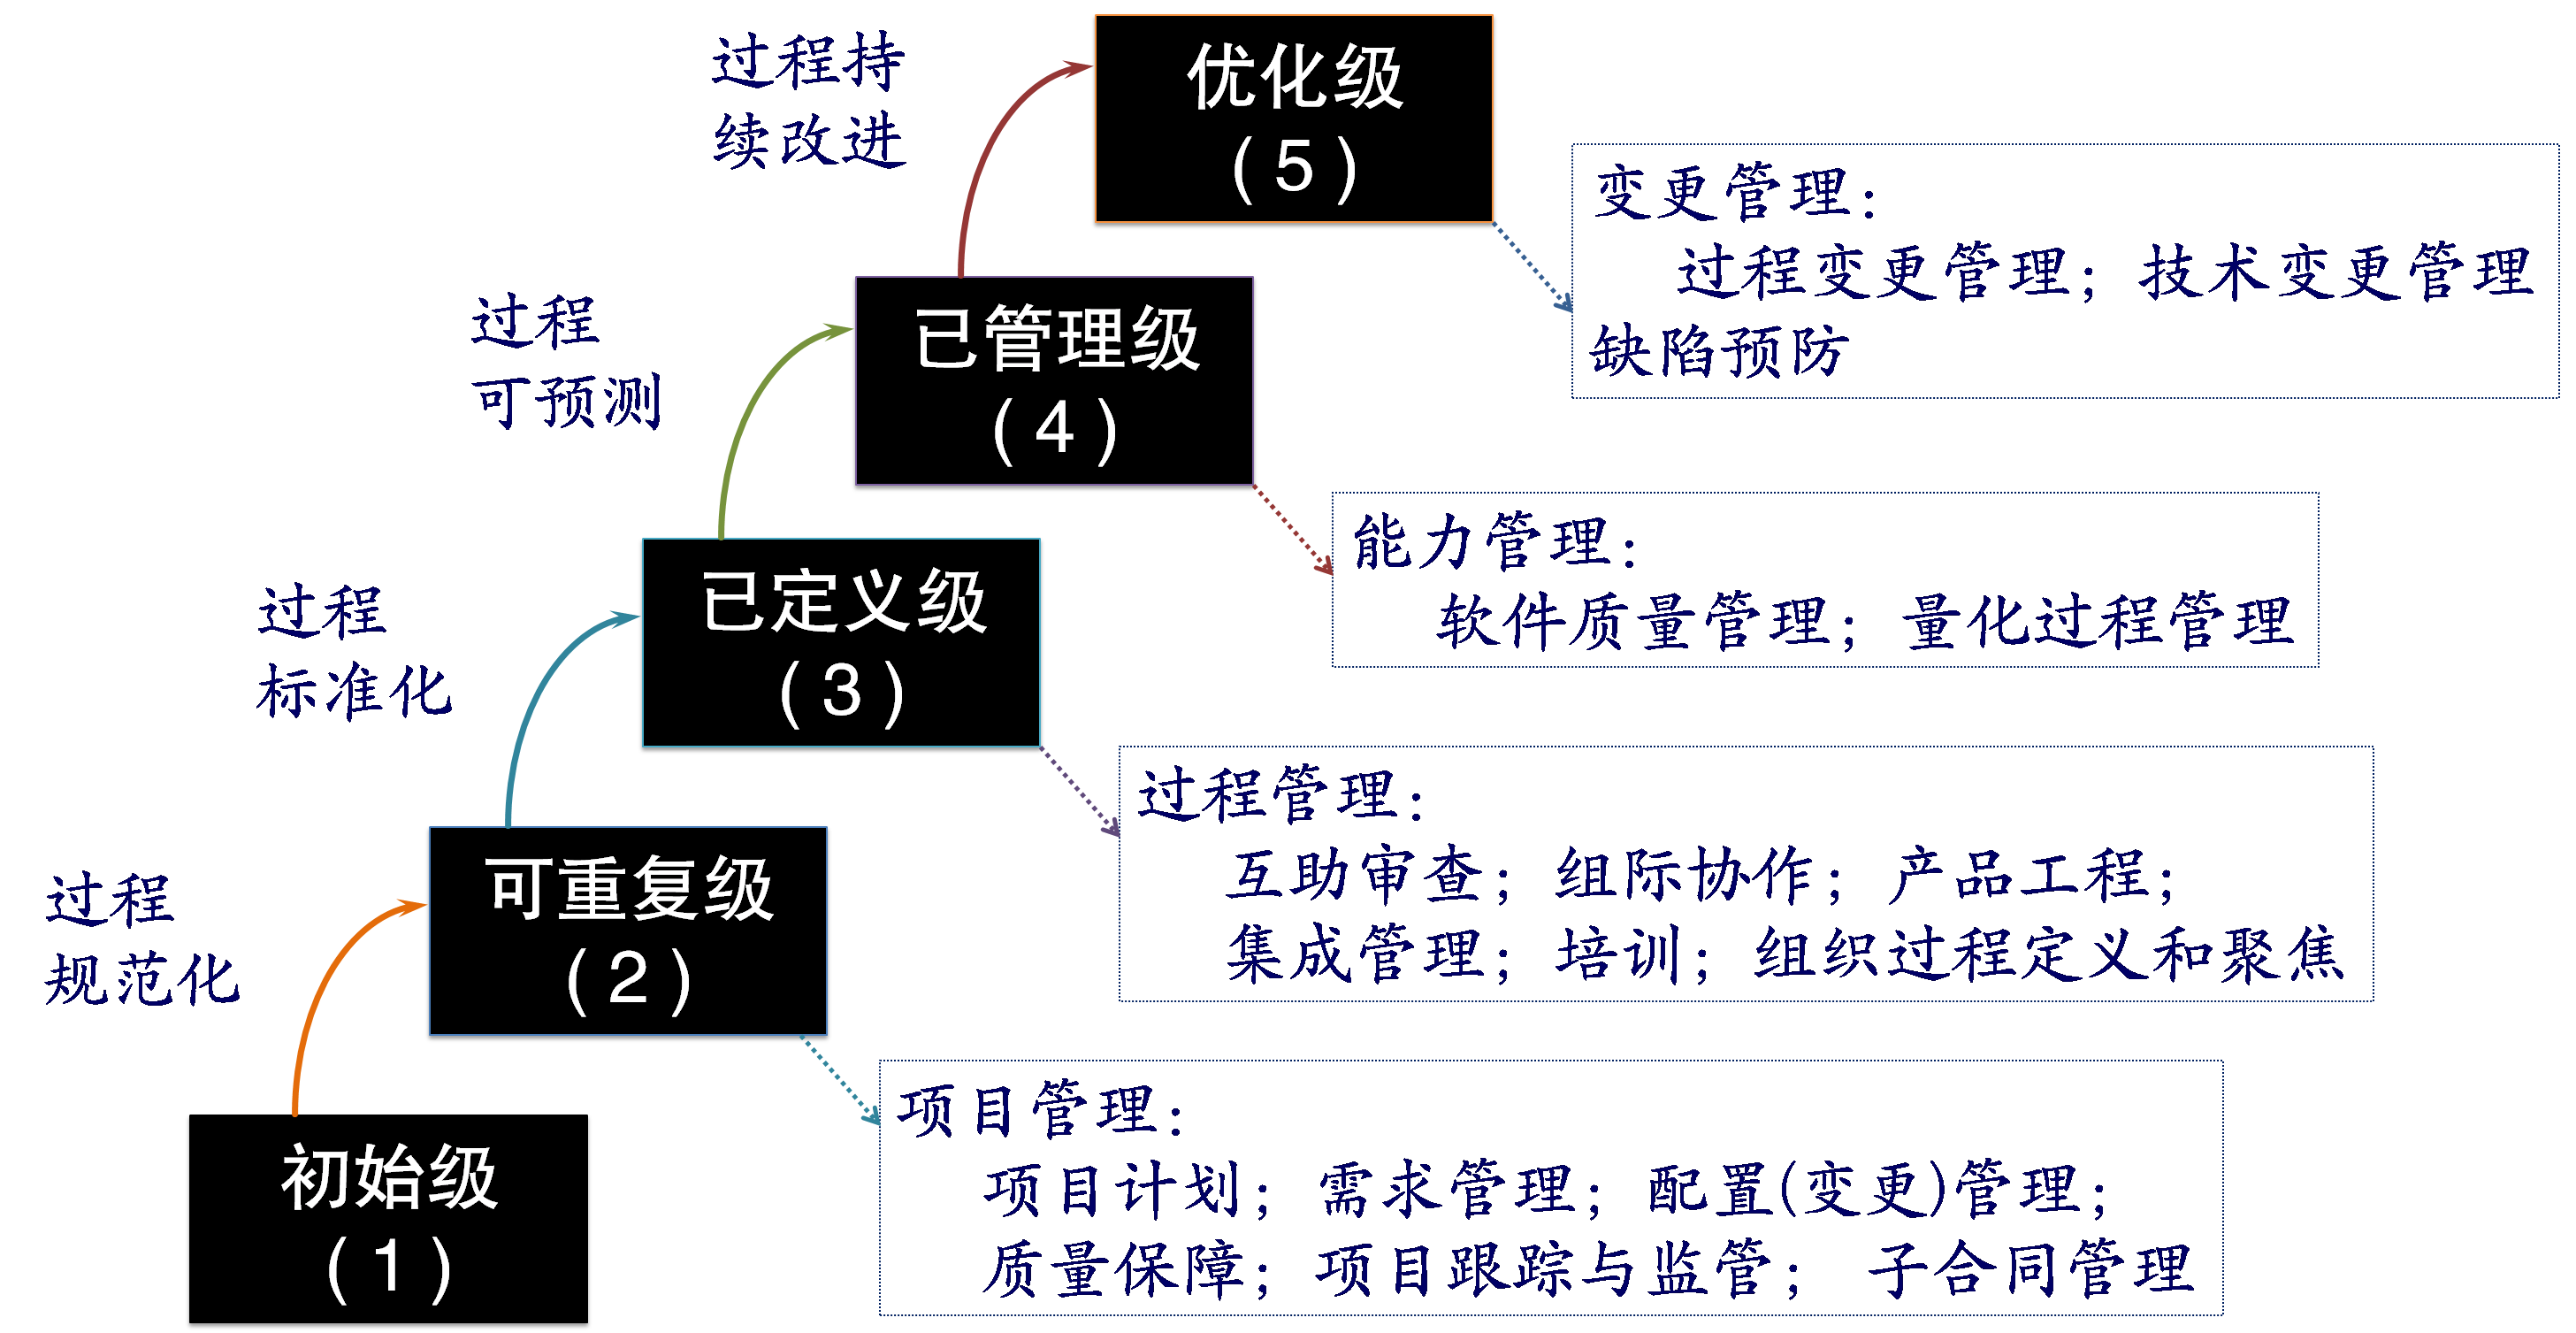 过程持
续改进
优化级
(5)
变更管理：
过程变更管理；技术变更管理
缺陷预防
过程
可预测
已管理级
(4)
能力管理：
软件质量管理；量化过程管理
过程
标准化
已定义级
(3)
过程管理：
互助审查；组际协作；产品工程；
集成管理；培训；组织过程定义和聚焦
过程
规范化
可重复级
(2)
项目管理：
项目计划；需求管理；配置(变更)管理；
质量保障；项目跟踪与监管； 子合同管理
初始级
(1)